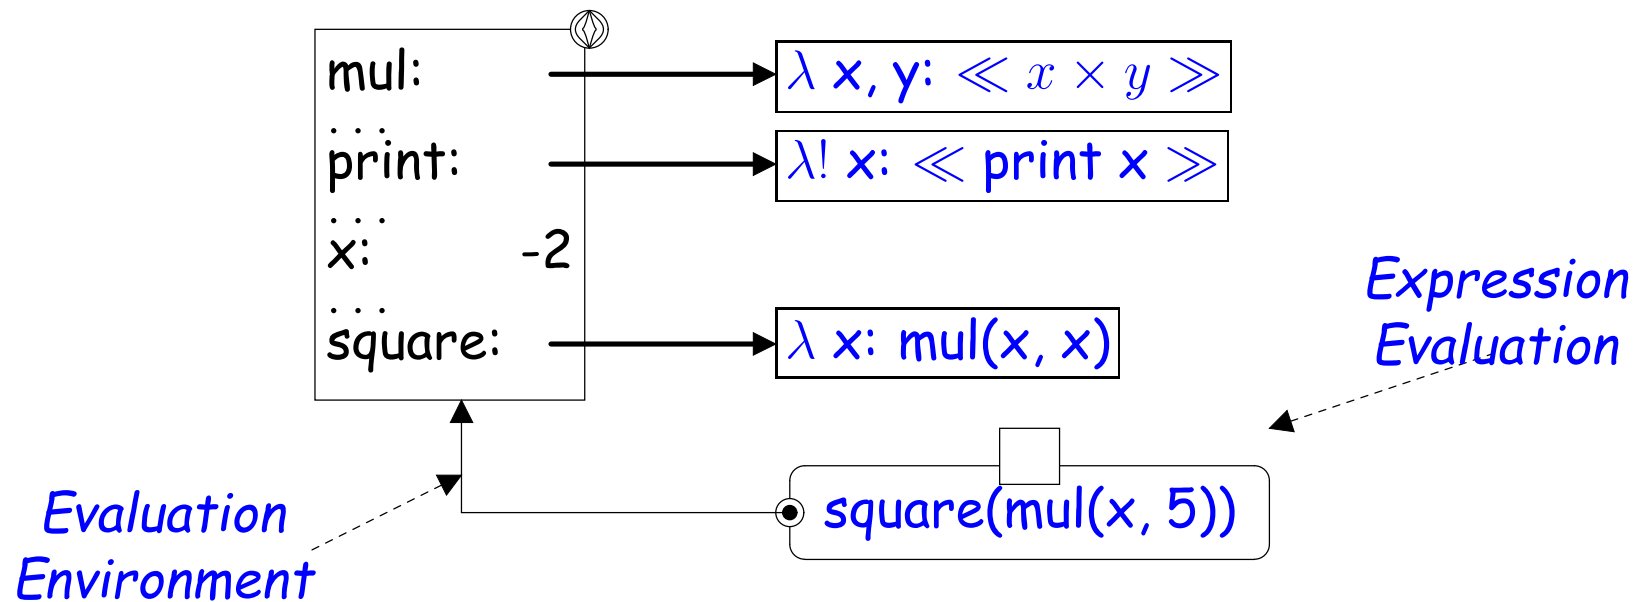 mul: λ x, y: ≪ x × y ≫
. . .
print: λ! x: ≪ print x ≫
. . .
x: -2
. . .
square: λ x: mul(x, x)
Expression
Evaluation
square(mul(x, 5))
Evaluation
Environment